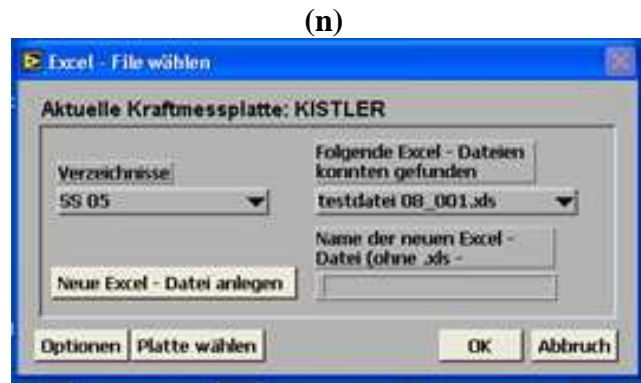 (n)
Excel - File wählen
Aktuelle Kraftmessplatte: KISTLER
Verzeichnisse
SS 05
Folgende Excel - Dateien
konnten gefunden
testdatei 08_001.xls
Name der neuen Excel -
Datei (ohne .xls -
Neue Excel - Datei anlegen
Optionen
Platte wählen
OK
Abbruch